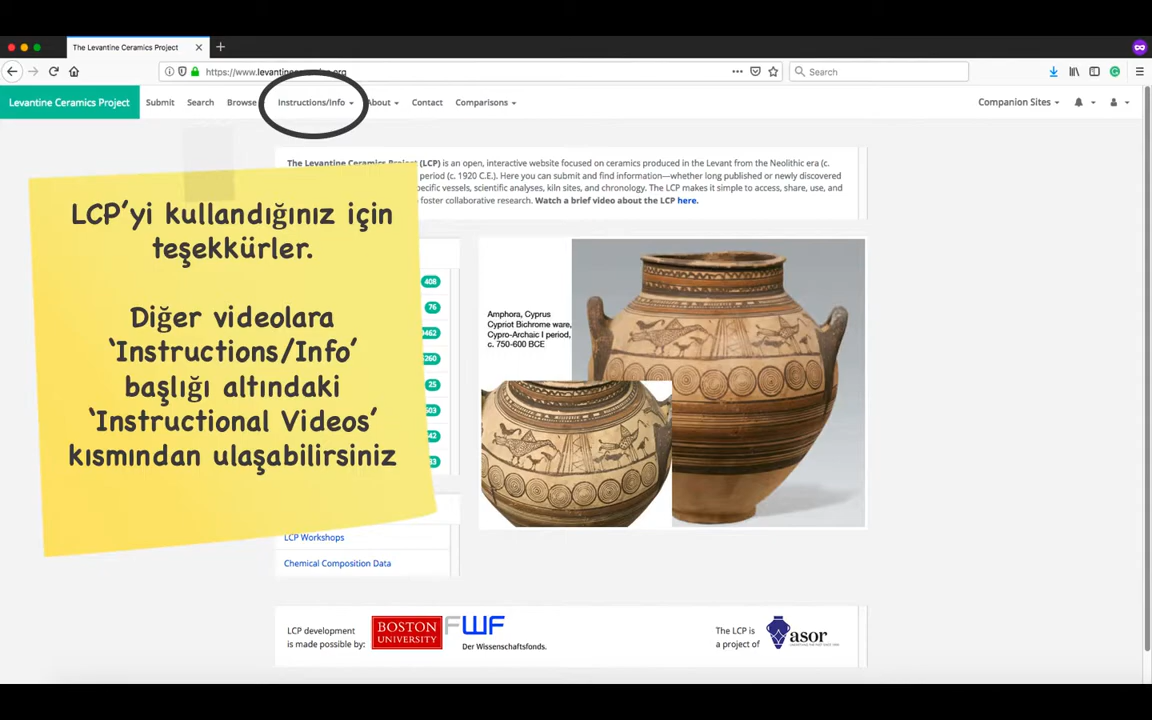 The Levantine Ceramics Project
https://www.levantineceramics.org
Search
Levantine Ceramics Project
Submit
Search
Browse
Instructions/Info
About
Contact
Comparisons
Companion Sites
The Levantine Ceramics Project (LCP) is an open, interactive website focused on ceramics produced in the Levant from the Neolithic era (c.
period (c. 1920 C.E.). Here you can submit and find information—whether long published or newly discovered
specific vessels, scientific analyses, kiln sites, and chronology. The LCP makes it simple to access, share, use, and
foster collaborative research. Watch a brief video about the LCP here.
LCP'yi kullandığınız için
teşekkürler.
Diğer videolara
'Instructions/Info'
başlığı altındaki
'Instructional Videos'
kısmından ulaşabilirsiniz
408
76
25
Amphora, Cyprus
Cypriot Bichrome ware,
Cypro-Archaic I period,
c. 750-600 BCE
LCP Workshops
Chemical Composition Data
LCP development
is made possible by:
BOSTON
UNIVERSITY
FWF
Der Wissenschaftsfonds.
The LCP is
a project of
asor